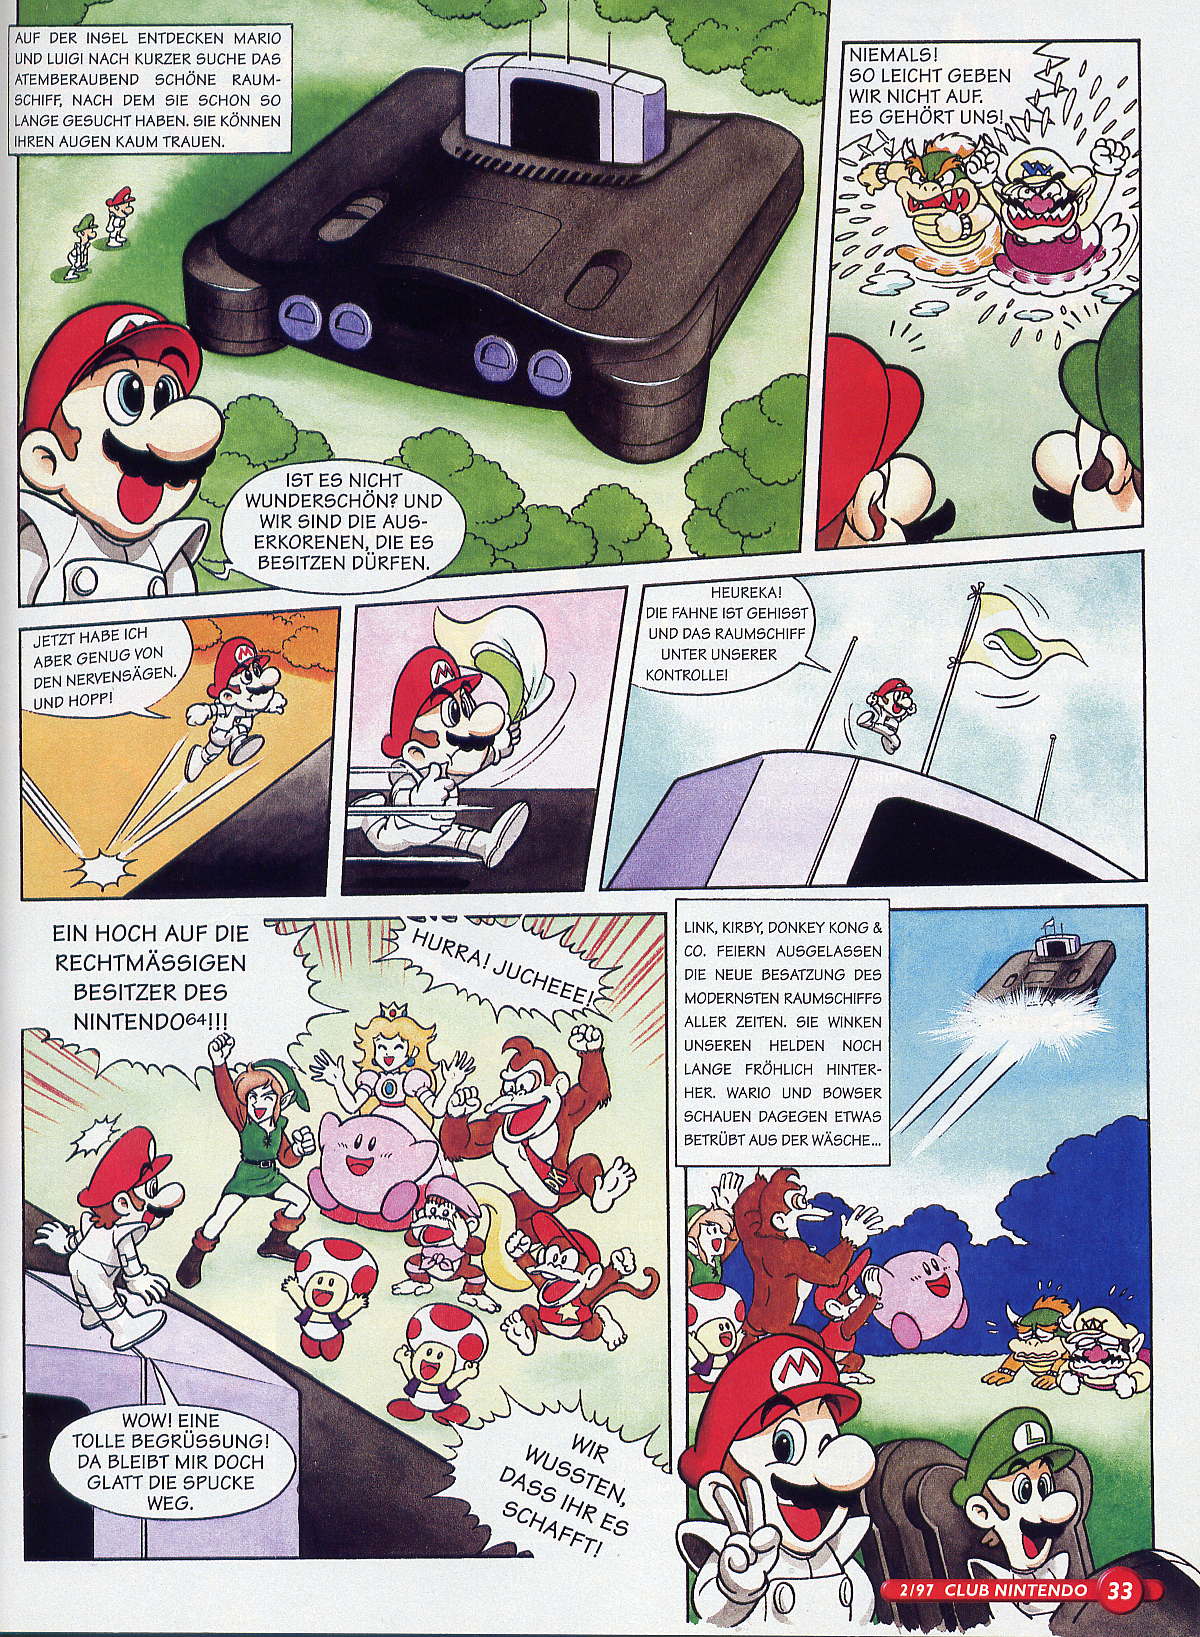 AUF DER INSEL ENTDECKEN MARIO
UND LUIGI NACH KURZER SUCHE DAS
ATEMBERAUBEND SCHÖNE RAUM-
SCHIFF, NACH DEM SIE SCHON SO
LANGE GESUCHT HABEN. SIE KÖNNEN
IHREN AUGEN KAUM TRAUEN.
IST ES NICHT
WUNDERSCHÖN? UND
WIR SIND DIE AUS-
ERKORENEN, DIE ES
BESITZEN DÜRFEN.
NIEMALS!
SO LEICHT GEBEN
WIR NICHT AUF.
ES GEHÖRT UNS!
W
JETZT HABE ICH
ABER GENUG VON
DEN NERVENSÄGEN.
UND HOPP!
M
M
HEUREKA!
DIE FAHNE IST GEHISST
UND DAS RAUMSCHIFF
UNTER UNSERER
KONTROLLE!
EIN HOCH AUF DIE
RECHTMÄSSIGEN
BESITZER DES
NINTENDO64!!!
HURRA! JUCHEEE!
DK
WOW! EINE
TOLLE BEGRÜSSUNG!
DA BLEIBT MIR DOCH
GLATT DIE SPUCKE
WEG.
WIR
WUSSTEN,
DASS IHR ES
SCHAFFT!
LINK, KIRBY, DONKEY KONG &
CO. FEIERN AUSGELASSEN
DIE NEUE BESATZUNG DES
MODERNSTEN RAUMSCHIFFS
ALLER ZEITEN. SIE WINKEN
UNSEREN HELDEN NOCH
LANGE FRÖHLICH HINTER-
HER. WARIO UND BOWSER
SCHAUEN DAGEGEN ETWAS
BETRÜBT AUS DER WÄSCHE...
M
L
2/97 CLUB NINTENDO 33